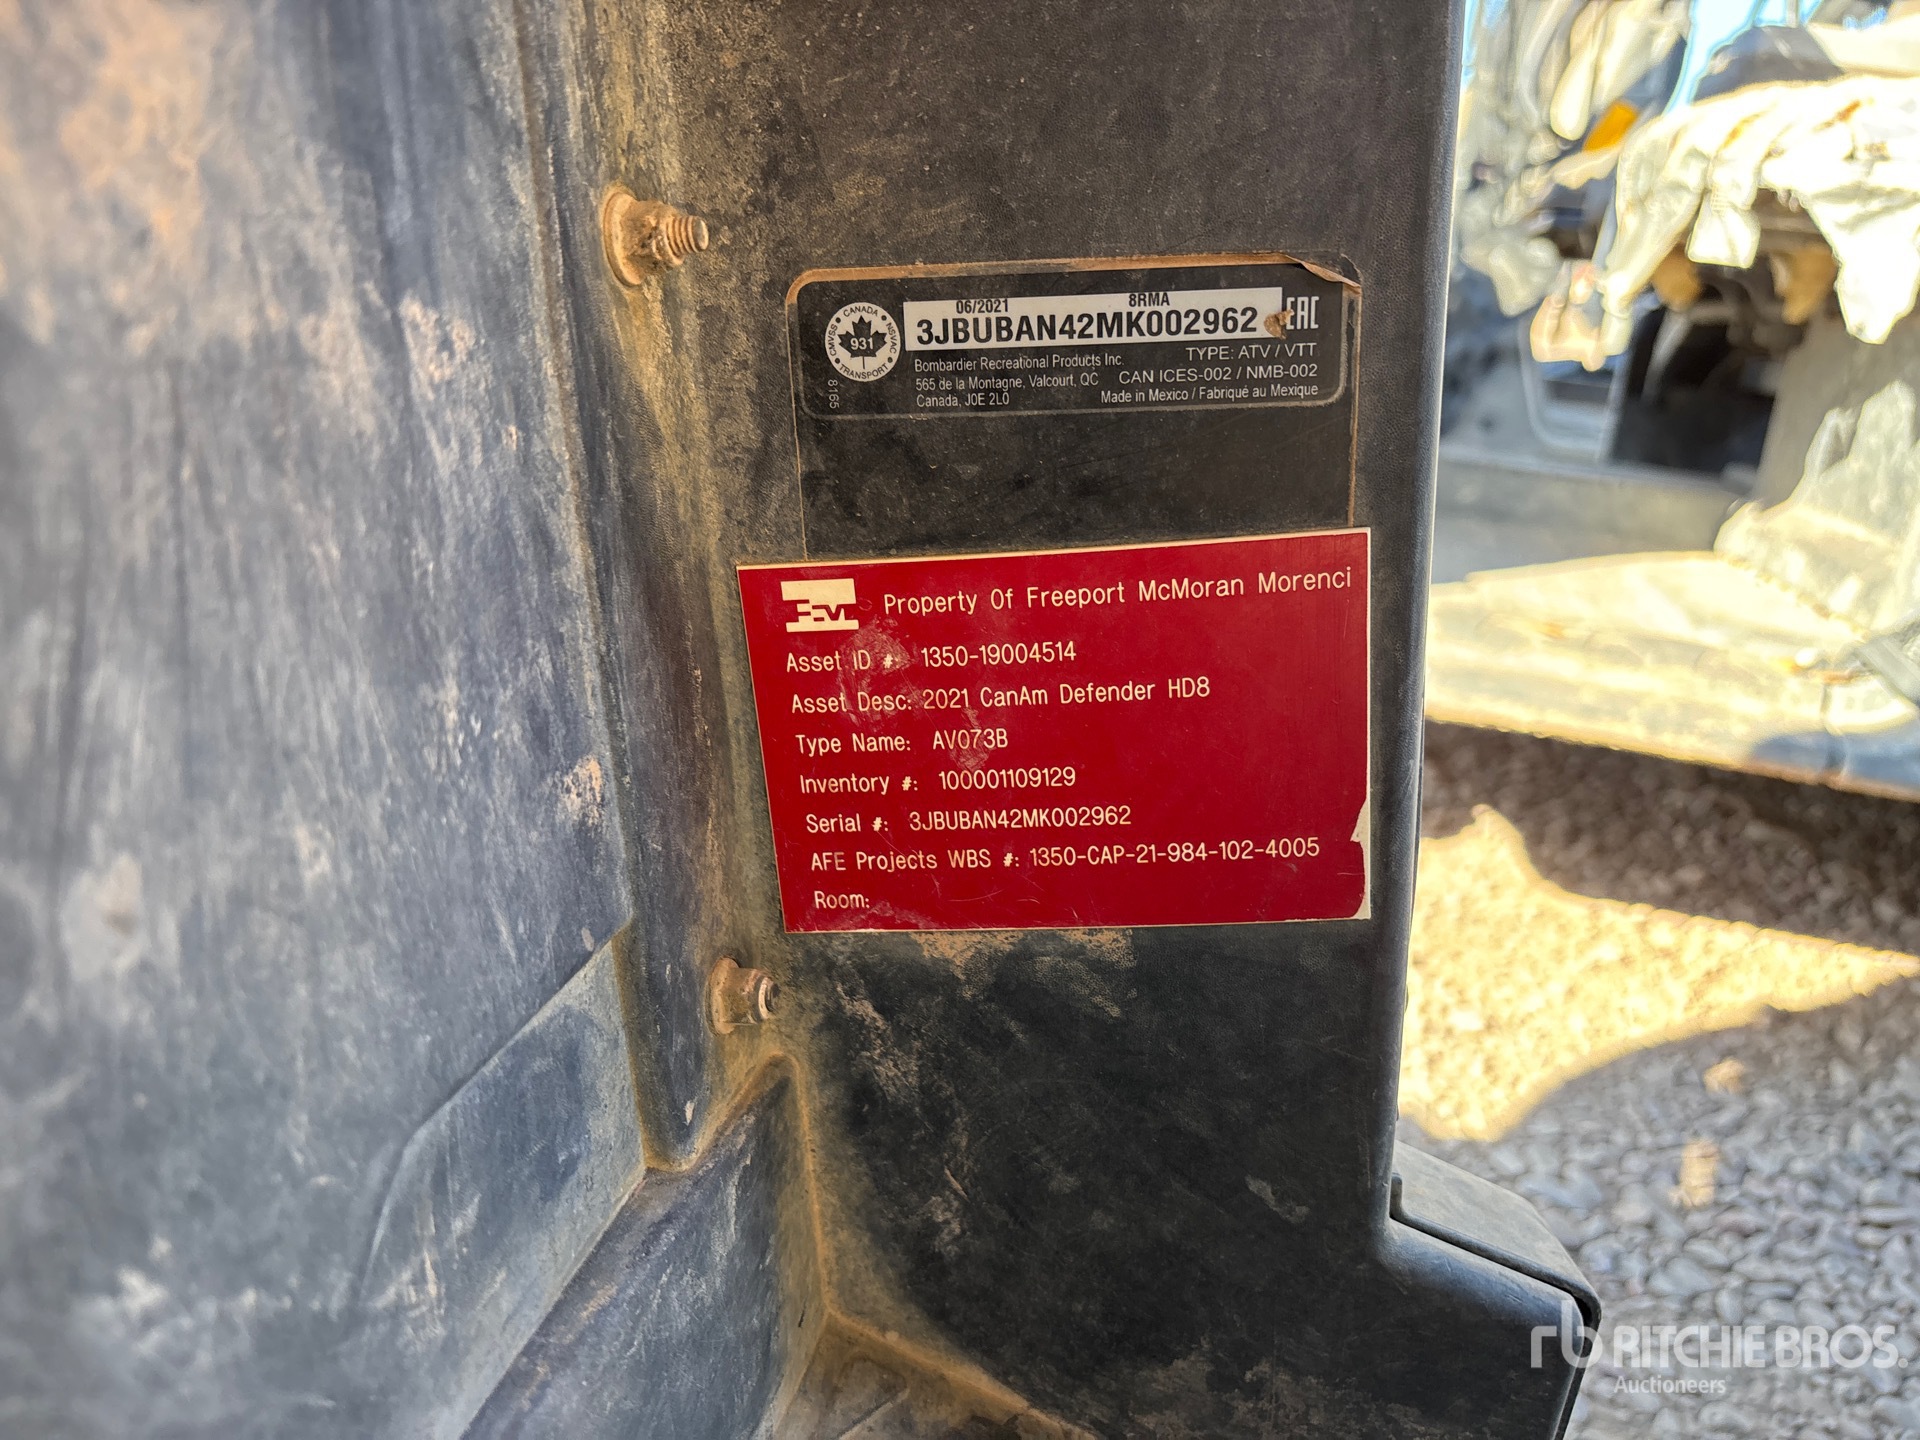 06/2021 8RMA
3JBUBAN42MK002962 EAC
CANADA
CMVSS 931 NSVAC
TRANSPORT
8165
Bombardier Recreational Products Inc. TYPE: ATV / VTT
565 de la Montagne, Valcourt, QC CAN ICES-002 / NMB-002
Canada, J0E 2L0 Made in Mexico / Fabriqué au Mexique
Property Of Freeport McMoran Morenci
Asset ID #: 1350-19004514
Asset Desc: 2021 CanAm Defender HD8
Type Name: AV073B
Inventory #: 100001109129
Serial #: 3JBUBAN42MK002962
AFE Projects WBS #: 1350-CAP-21-984-102-4005
Room:
rb RITCHIE BROS.
Auctioneers